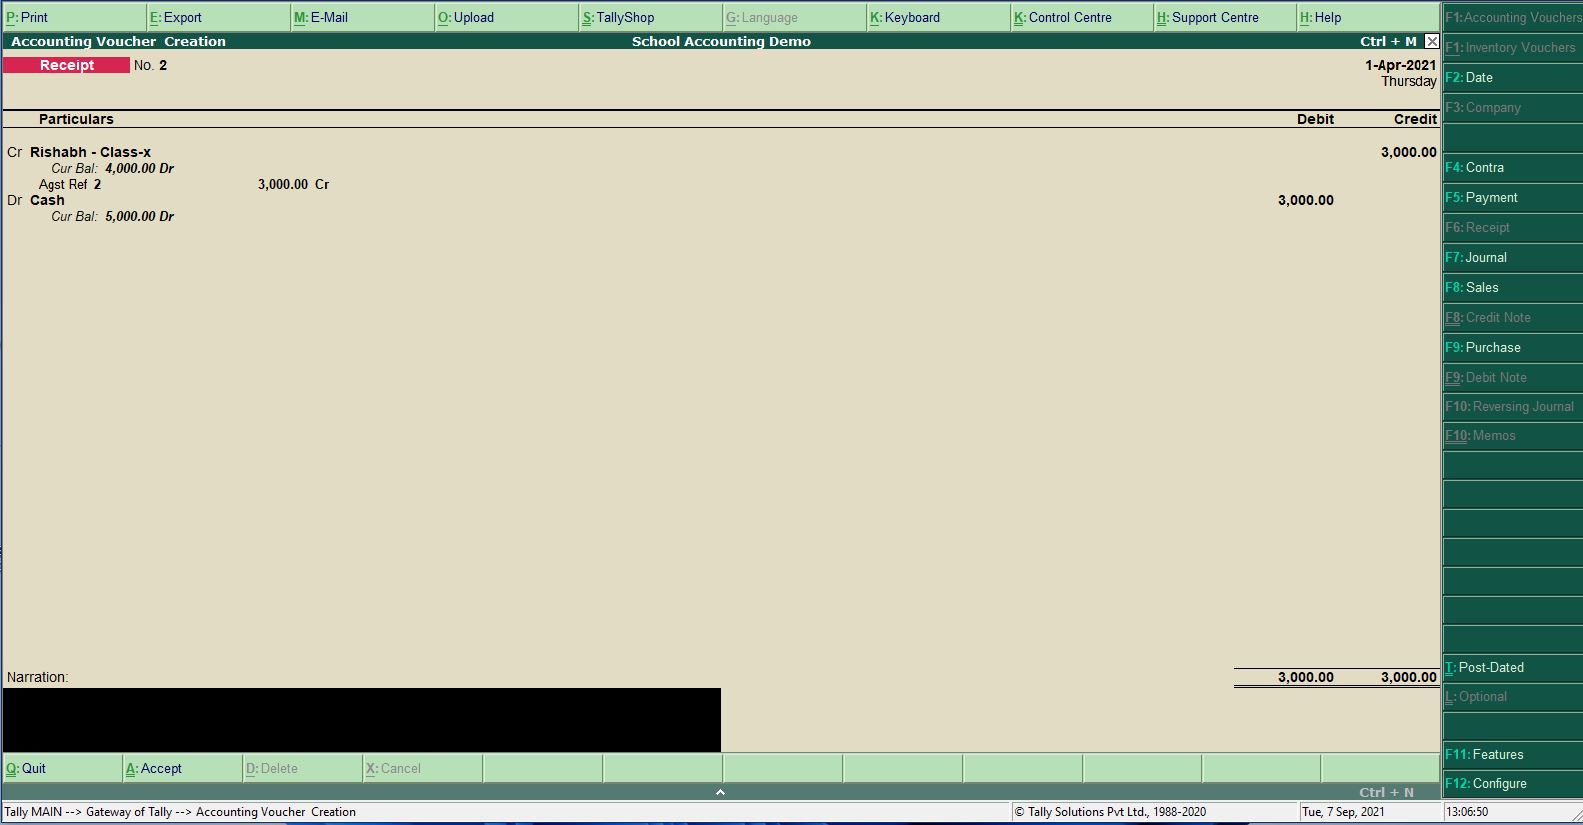 P: Print E: Export M: E-Mail O: Upload S: TallyShop G: Language K: Keyboard K: Control Centre H: Support Centre H: Help
Accounting Voucher Creation School Accounting Demo Ctrl + M
Receipt No. 2 1-Apr-2021
Thursday
Particulars Debit Credit
Cr Rishabh - Class-x 3,000.00
Cur Bal: 4,000.00 Dr
Agst Ref 2 3,000.00 Cr
Dr Cash 3,000.00
Cur Bal: 5,000.00 Dr
Narration: 3,000.00 3,000.00
Q: Quit A: Accept D: Delete X: Cancel
Ctrl + N
F1: Accounting Vouchers
F1: Inventory Vouchers
F2: Date
F3: Company
F4: Contra
F5: Payment
F6: Receipt
F7: Journal
F8: Sales
F8: Credit Note
F9: Purchase
F9: Debit Note
F10: Reversing Journal
F10: Memos
T: Post-Dated
L: Optional
F11: Features
F12: Configure
Tally MAIN --> Gateway of Tally --> Accounting Voucher Creation © Tally Solutions Pvt Ltd., 1988-2020 Tue, 7 Sep, 2021 13:06:50